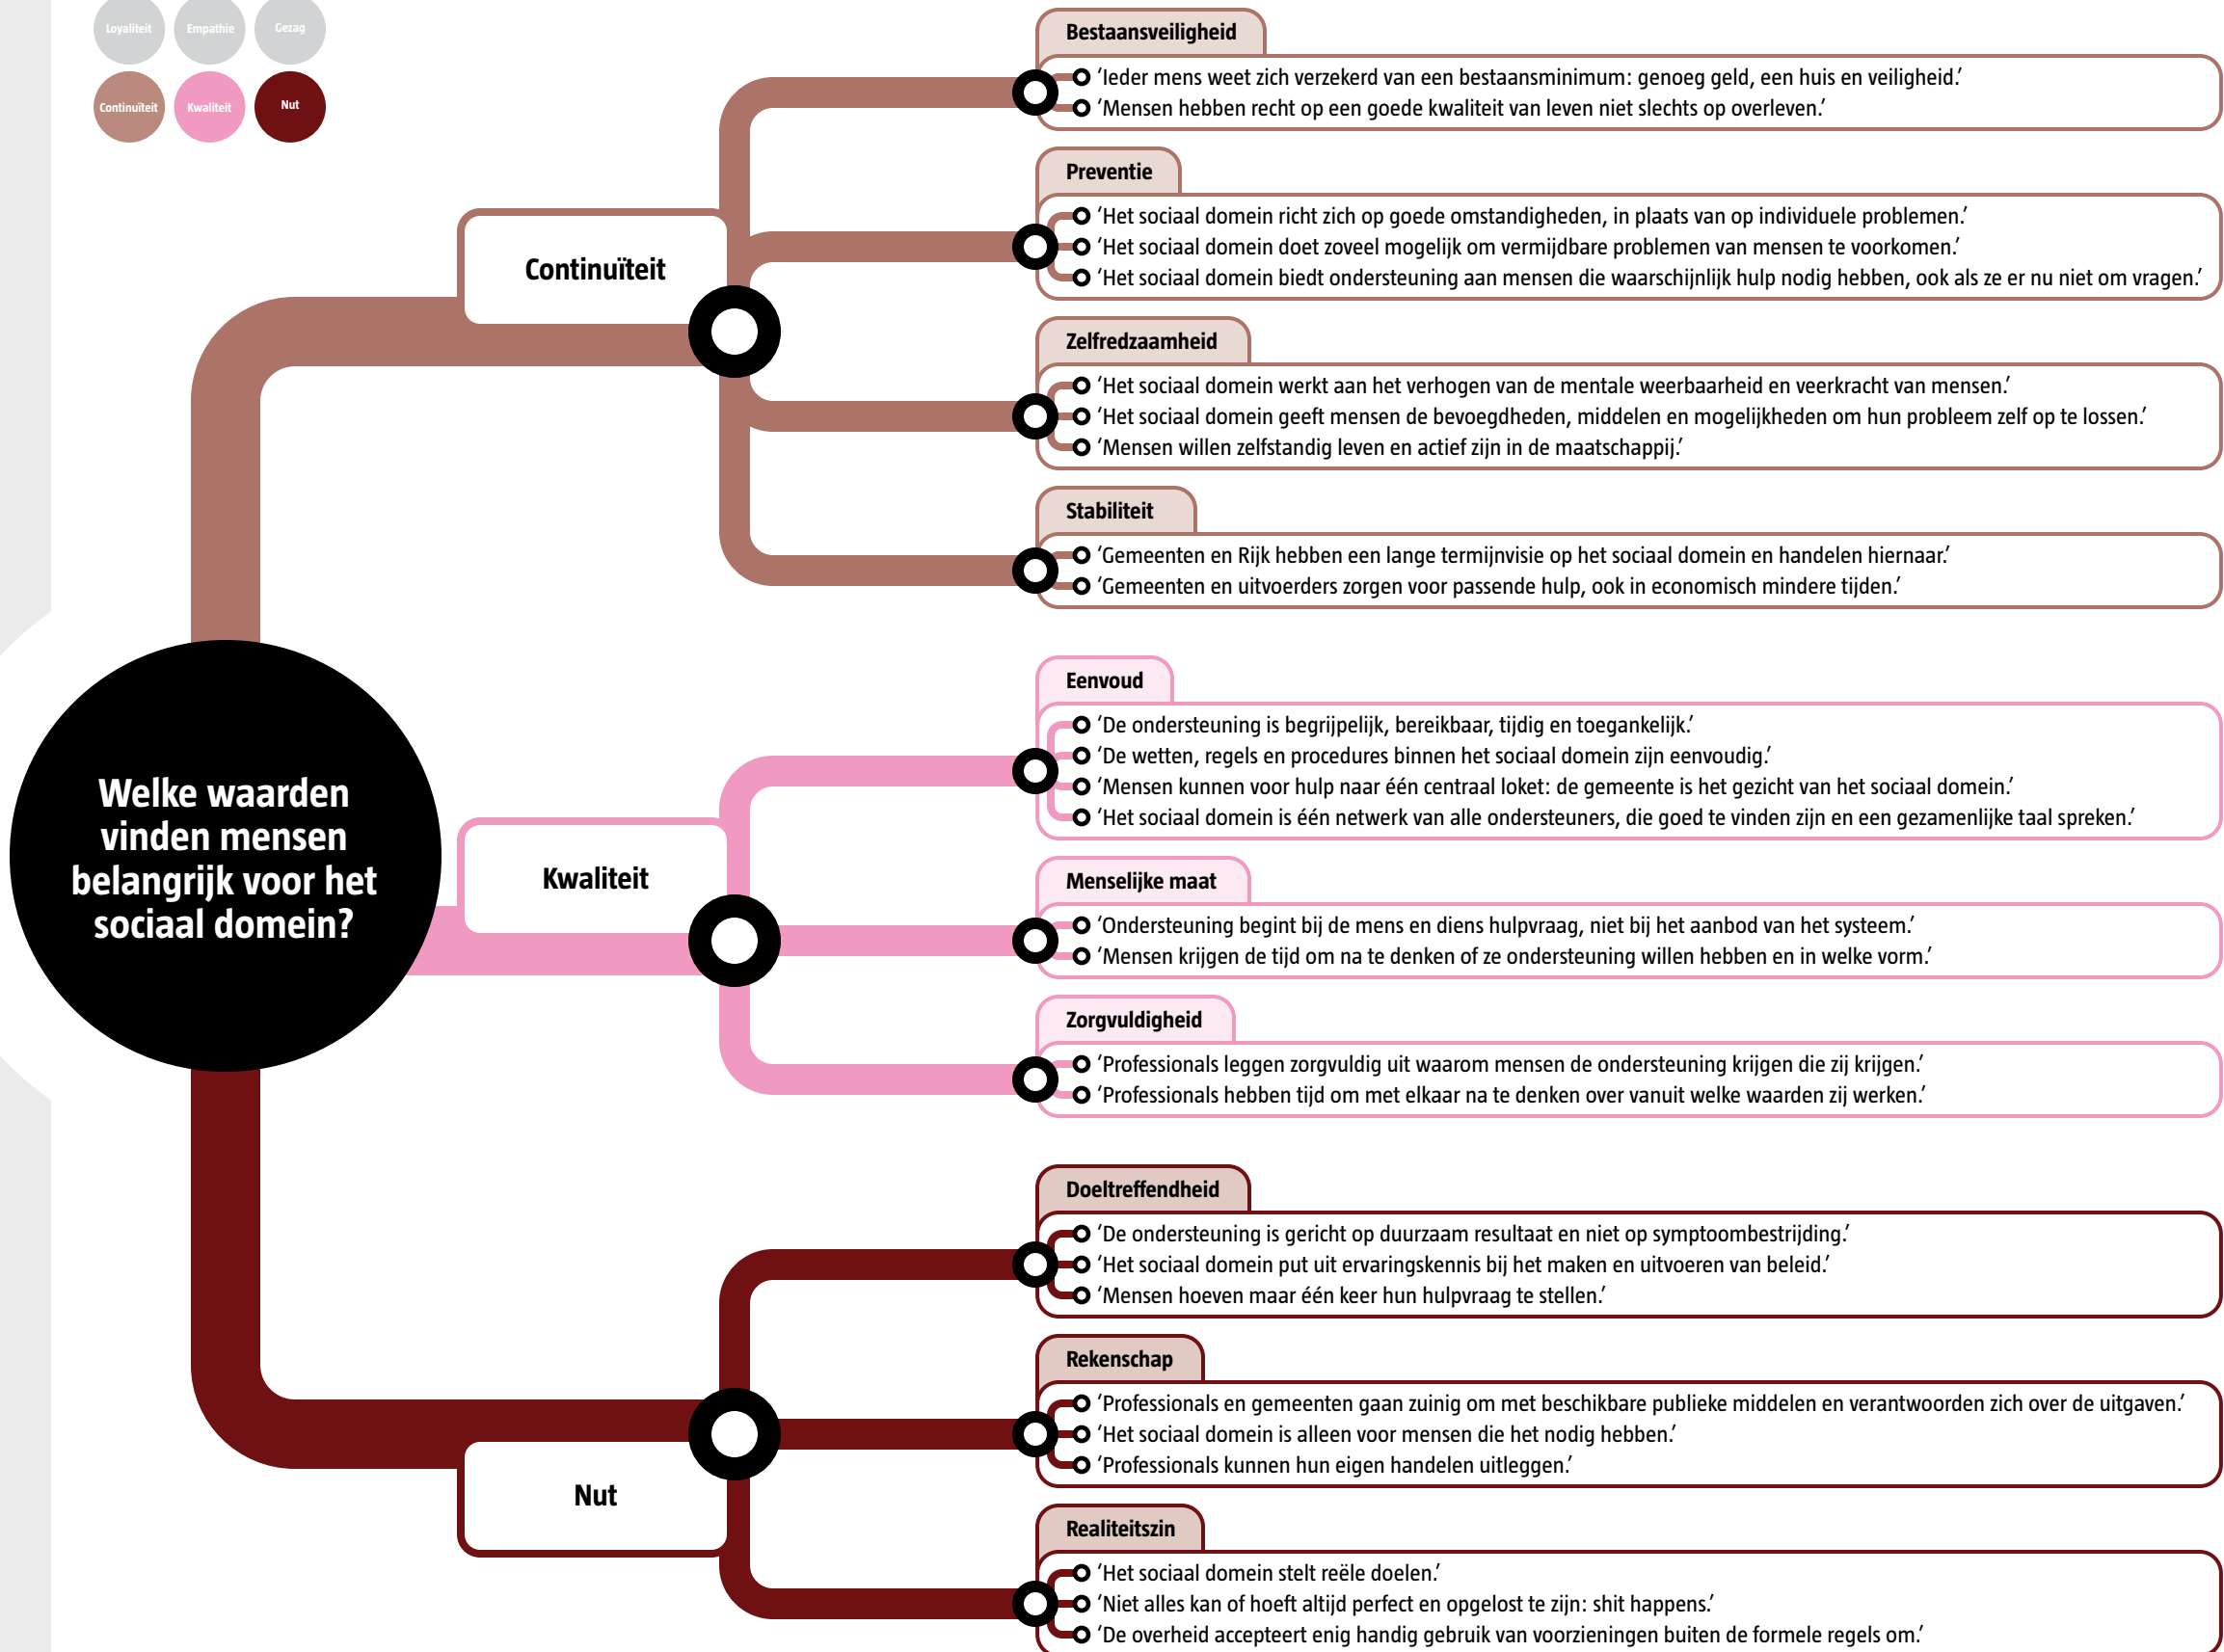 Loyaliteit
Empathie
Gezag
Continuïteit
Kwaliteit
Nut
Welke waarden
vinden mensen
belangrijk voor het
sociaal domein?
Continuïteit
Bestaansveiligheid
‘Ieder mens weet zich verzekerd van een bestaansminimum: genoeg geld, een huis en veiligheid.’
‘Mensen hebben recht op een goede kwaliteit van leven niet slechts op overleven.’
Preventie
‘Het sociaal domein richt zich op goede omstandigheden, in plaats van op individuele problemen.’
‘Het sociaal domein doet zoveel mogelijk om vermijdbare problemen van mensen te voorkomen.’
‘Het sociaal domein biedt ondersteuning aan mensen die waarschijnlijk hulp nodig hebben, ook als ze er nu niet om vragen.’
Zelfredzaamheid
‘Het sociaal domein werkt aan het verhogen van de mentale weerbaarheid en veerkracht van mensen.’
‘Het sociaal domein geeft mensen de bevoegdheden, middelen en mogelijkheden om hun probleem zelf op te lossen.’
‘Mensen willen zelfstandig leven en actief zijn in de maatschappij.’
Stabiliteit
‘Gemeenten en Rijk hebben een lange termijnvisie op het sociaal domein en handelen hiernaar.’
‘Gemeenten en uitvoerders zorgen voor passende hulp, ook in economisch mindere tijden.’
Kwaliteit
Eenvoud
‘De ondersteuning is begrijpelijk, bereikbaar, tijdig en toegankelijk.’
‘De wetten, regels en procedures binnen het sociaal domein zijn eenvoudig.’
‘Mensen kunnen voor hulp naar één centraal loket: de gemeente is het gezicht van het sociaal domein.’
‘Het sociaal domein is één netwerk van alle ondersteuners, die goed te vinden zijn en een gezamenlijke taal spreken.’
Menselijke maat
‘Ondersteuning begint bij de mens en diens hulpvraag, niet bij het aanbod van het systeem.’
‘Mensen krijgen de tijd om na te denken of ze ondersteuning willen hebben en in welke vorm.’
Zorgvuldigheid
‘Professionals leggen zorgvuldig uit waarom mensen de ondersteuning krijgen die zij krijgen.’
‘Professionals hebben tijd om met elkaar na te denken over vanuit welke waarden zij werken.’
Nut
Doeltreffendheid
‘De ondersteuning is gericht op duurzaam resultaat en niet op symptoombestrijding.’
‘Het sociaal domein put uit ervaringskennis bij het maken en uitvoeren van beleid.’
‘Mensen hoeven maar één keer hun hulpvraag te stellen.’
Rekenschap
‘Professionals en gemeenten gaan zuinig om met beschikbare publieke middelen en verantwoorden zich over de uitgaven.’
‘Het sociaal domein is alleen voor mensen die het nodig hebben.’
‘Professionals kunnen hun eigen handelen uitleggen.’
Realiteitszin
‘Het sociaal domein stelt reële doelen.’
‘Niet alles kan of hoeft altijd perfect en opgelost te zijn: shit happens.’
‘De overheid accepteert enig handig gebruik van voorzieningen buiten de formele regels om.’